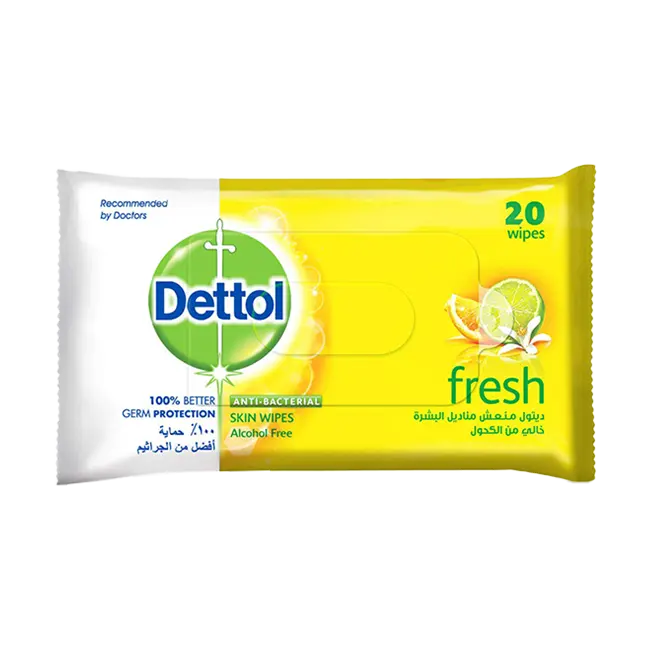 Recommended
by Doctors
20
wipes
Dettol
fresh
100% BETTER
GERM PROTECTION
ANTI-BACTERIAL
SKIN WIPES
Alcohol Free
٪١٠٠ حماية
أفضل من الجراثيم
ديتول منعش مناديل البشرة
خالي من الكحول